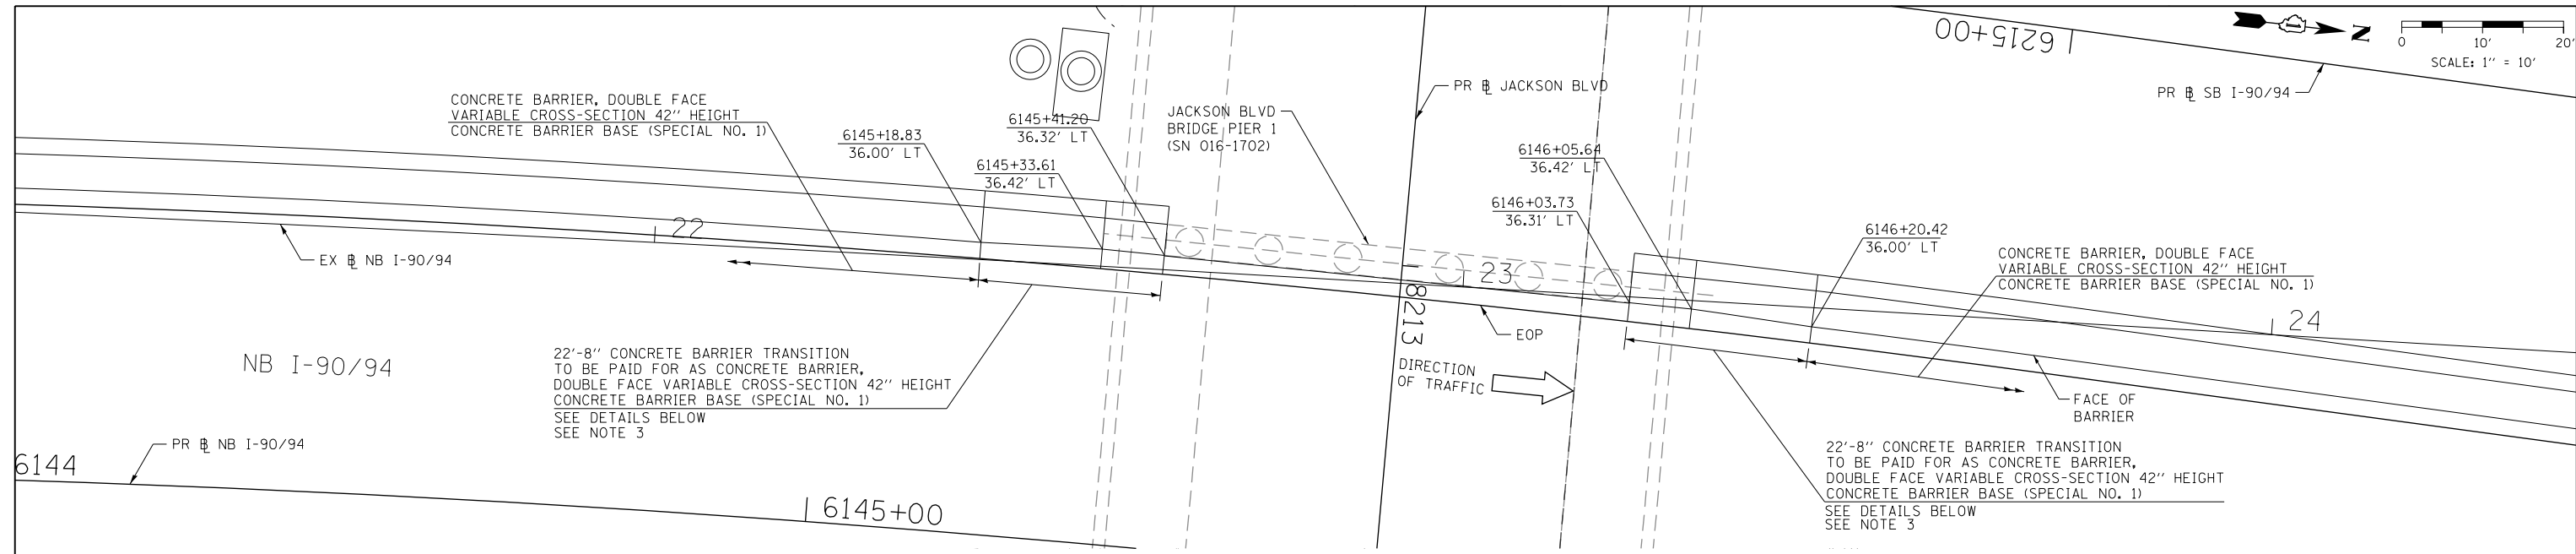 6215+00
N
0 10' 20'
SCALE: 1" = 10'
PR ⅊ SB I-90/94
PR ⅊ JACKSON BLVD
CONCRETE BARRIER, DOUBLE FACE
VARIABLE CROSS-SECTION 42" HEIGHT
CONCRETE BARRIER BASE (SPECIAL NO. 1)
6145+18.83
36.00' LT
6145+41.20
36.32' LT
6145+33.61
36.42' LT
JACKSON BLVD
BRIDGE PIER 1
(SN 016-1702)
6146+05.64
36.42' LT
6146+03.73
36.31' LT
6146+20.42
36.00' LT
CONCRETE BARRIER, DOUBLE FACE
VARIABLE CROSS-SECTION 42" HEIGHT
CONCRETE BARRIER BASE (SPECIAL NO. 1)
22
23
24
EX ⅊ NB I-90/94
8213
EOP
NB I-90/94
22'-8" CONCRETE BARRIER TRANSITION
TO BE PAID FOR AS CONCRETE BARRIER,
DOUBLE FACE VARIABLE CROSS-SECTION 42" HEIGHT
CONCRETE BARRIER BASE (SPECIAL NO. 1)
SEE DETAILS BELOW
SEE NOTE 3
DIRECTION
OF TRAFFIC
FACE OF
BARRIER
PR ⅊ NB I-90/94
6144
6145+00
22'-8" CONCRETE BARRIER TRANSITION
TO BE PAID FOR AS CONCRETE BARRIER,
DOUBLE FACE VARIABLE CROSS-SECTION 42" HEIGHT
CONCRETE BARRIER BASE (SPECIAL NO. 1)
SEE DETAILS BELOW
SEE NOTE 3